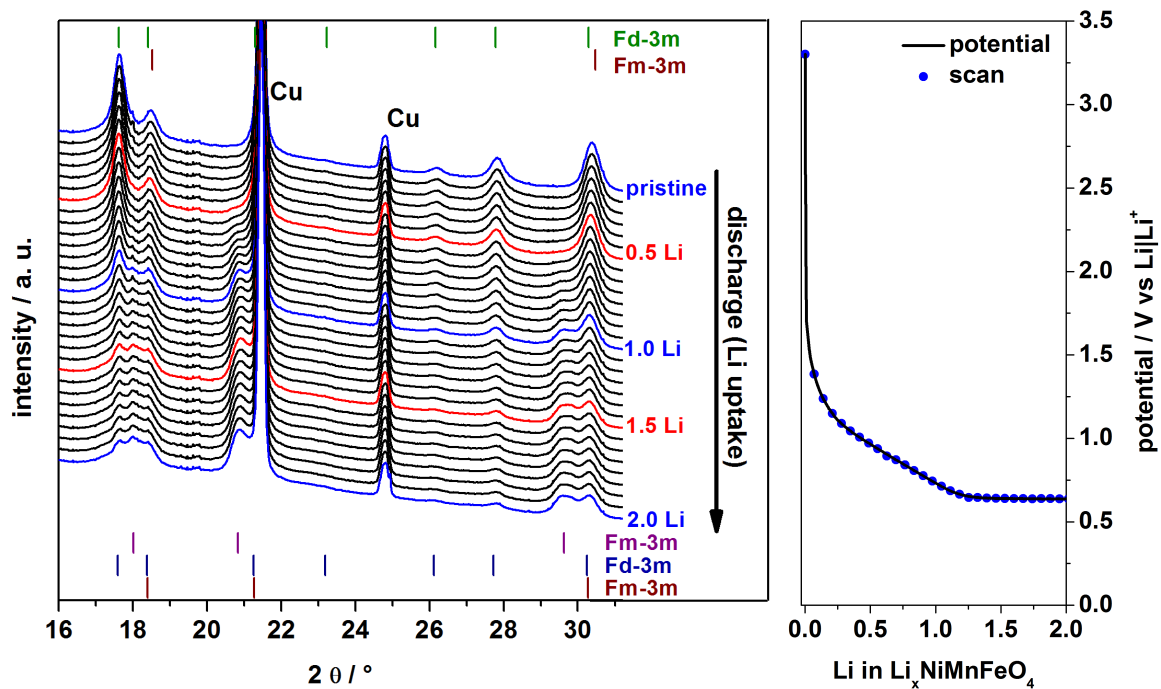 Fd-3m
Fm-3m
Cu
Cu
pristine
0.5 Li
1.0 Li
1.5 Li
2.0 Li
discharge (Li uptake)
Fm-3m
Fd-3m
Fm-3m
intensity / a. u.
16 18 20 22 24 26 28 30
2 θ / °
potential
scan
3.5
3.0
2.5
2.0
1.5
1.0
0.5
0.0
potential / V vs Li|Li⁺
0.0 0.5 1.0 1.5 2.0
Li in LiₓNiMnFeO₄